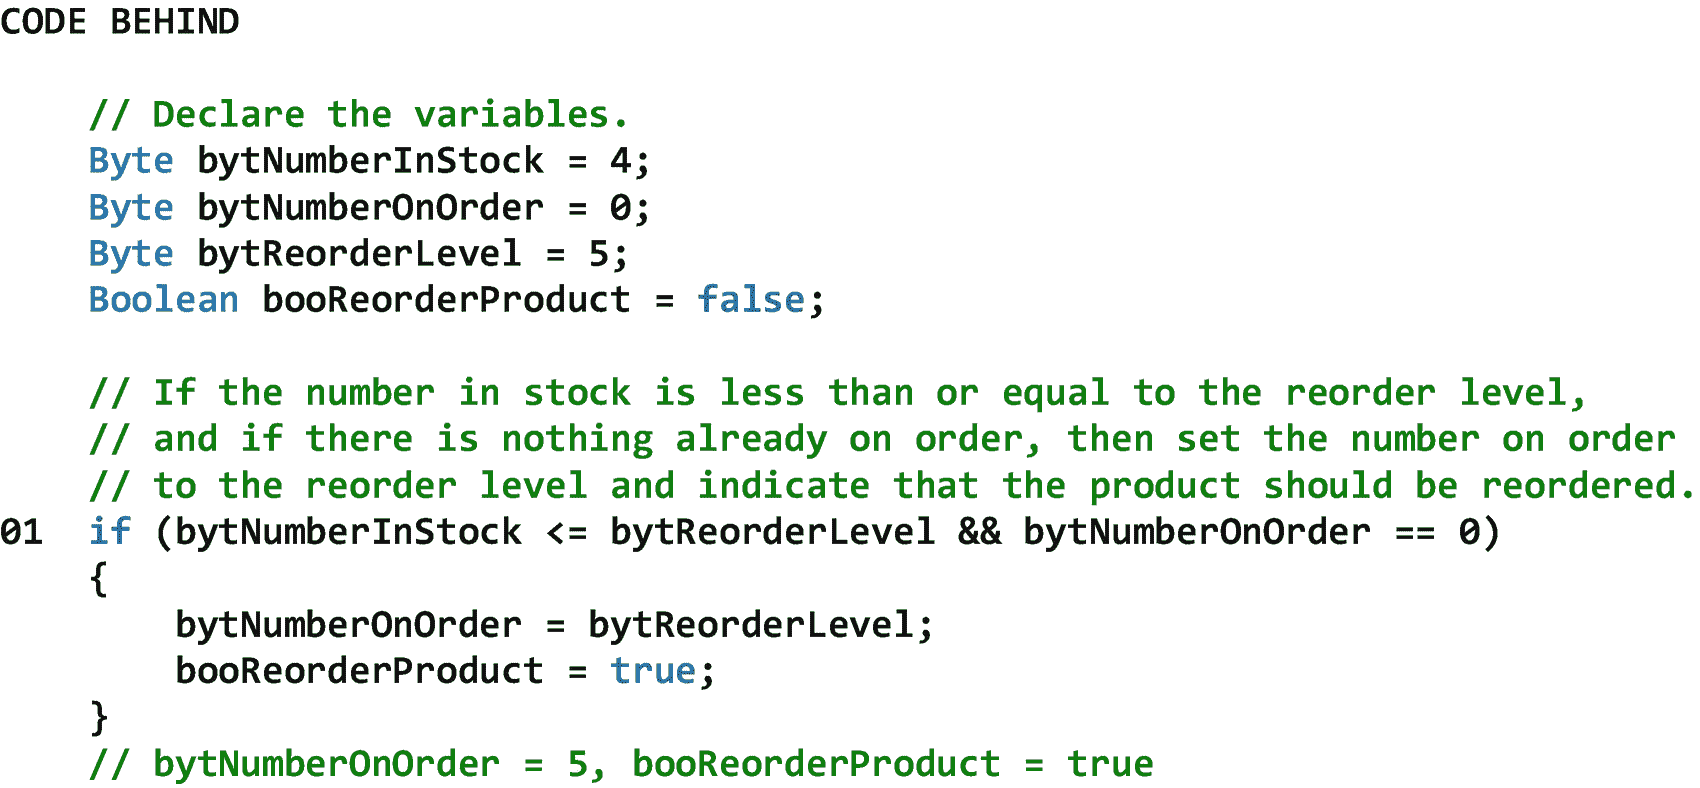 CODE BEHIND
// Declare the variables.
Byte bytNumberInStock = 4;
Byte bytNumberOnOrder = 0;
Byte bytReorderLevel = 5;
Boolean booReorderProduct = false;
// If the number in stock is less than or equal to the reorder level,
// and if there is nothing already on order, then set the number on order
// to the reorder level and indicate that the product should be reordered.
01 if (bytNumberInStock <= bytReorderLevel && bytNumberOnOrder == 0)
{
bytNumberOnOrder = bytReorderLevel;
booReorderProduct = true;
}
// bytNumberOnOrder = 5, booReorderProduct = true